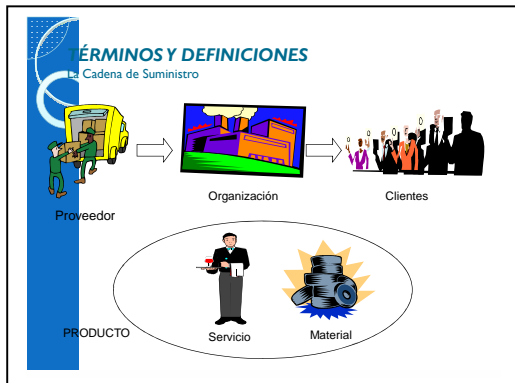 TÉRMINOS Y DEFINICIONES
La Cadena de Suministro
Proveedor
Organización
Clientes
PRODUCTO
Servicio
Material